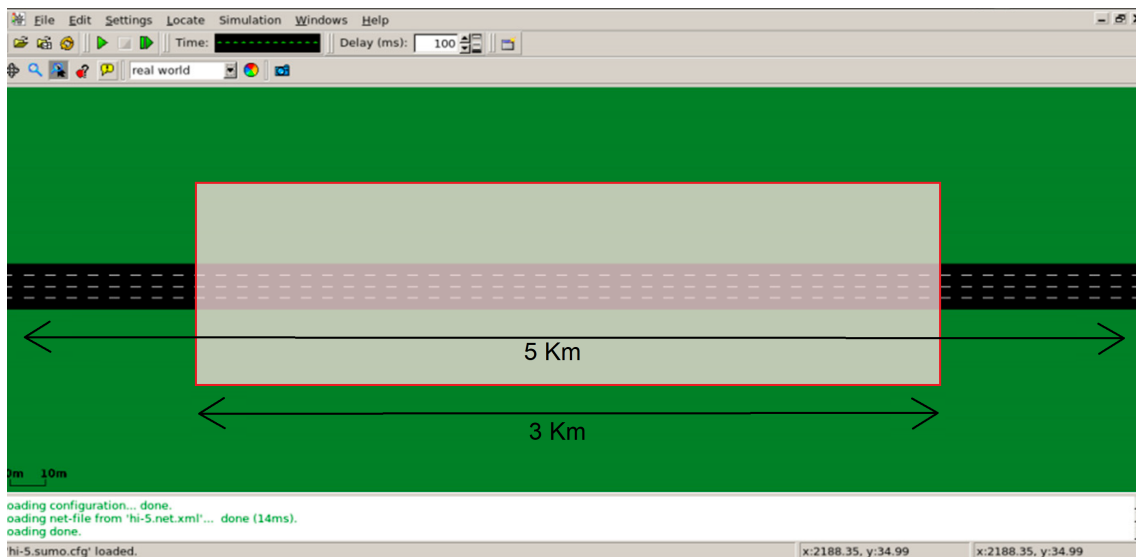 File Edit Settings Locate Simulation Windows Help
Time: Delay (ms): 100
real world
5 Km
3 Km
0m 10m
oading configuration... done.
oading net-file from 'hi-5.net.xml'... done (14ms).
oading done.
'hi-5.sumo.cfg' loaded. x:2188.35, y:34.99 x:2188.35, y:34.99